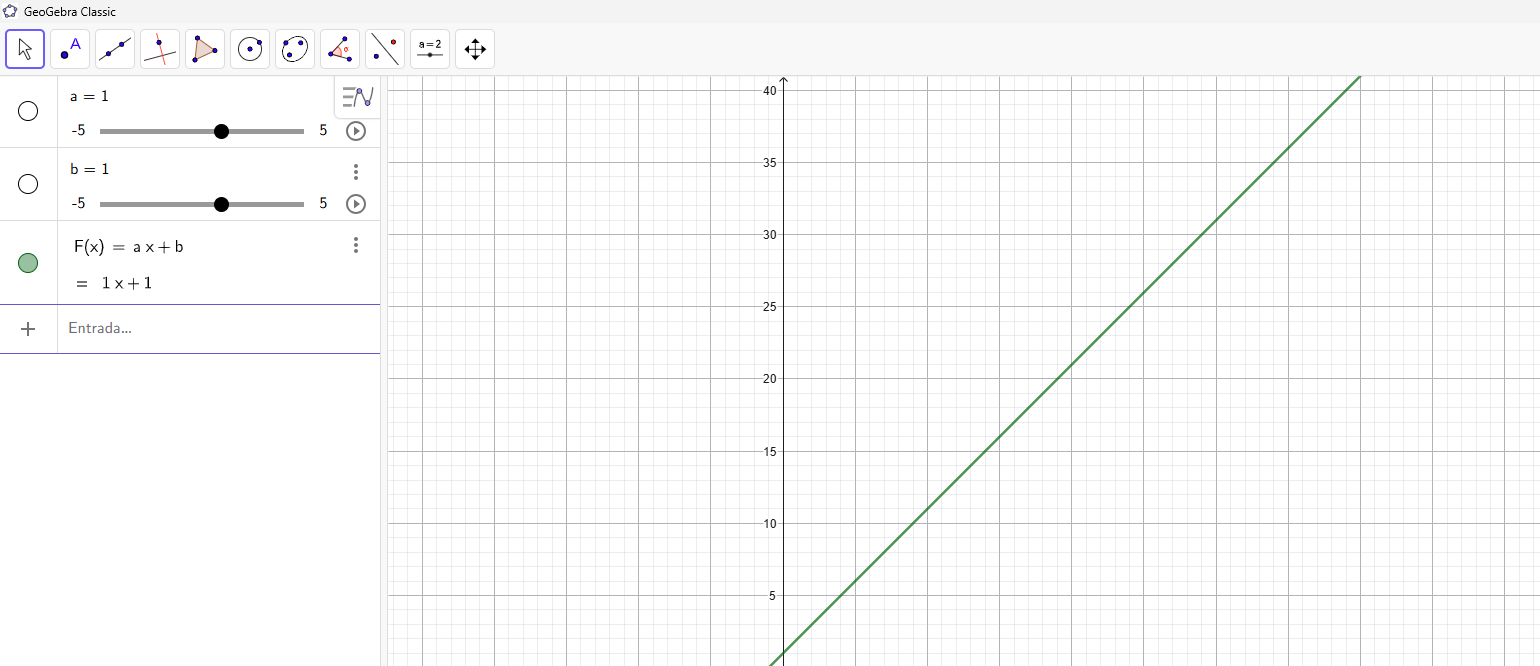 GeoGebra Classic
A
α
a=2
a = 1
-5 5
b = 1
-5 5
F(x) = a x + b
= 1 x + 1
Entrada...
40
35
30
25
20
15
10
5